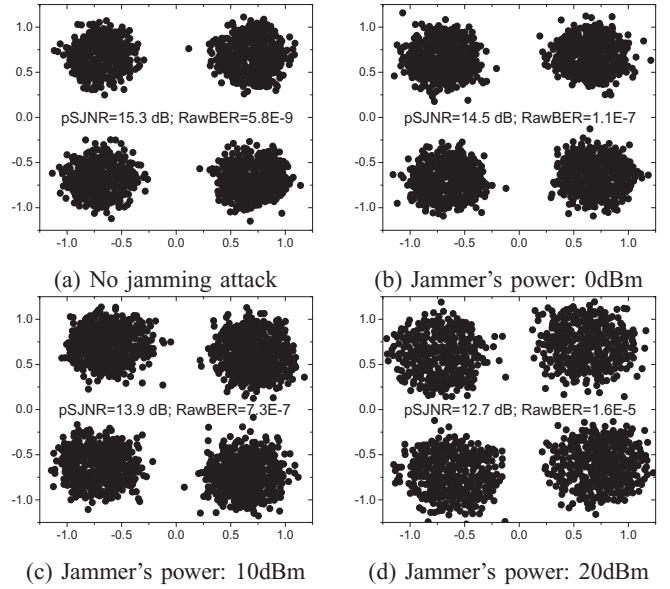 1.0
0.5
0.0
-0.5
-1.0
pSJNR=15.3 dB; RawBER=5.8E-9
-1.0 -0.5 0.0 0.5 1.0
(a) No jamming attack
1.0
0.5
0.0
-0.5
-1.0
pSJNR=14.5 dB; RawBER=1.1E-7
-1.0 -0.5 0.0 0.5 1.0
(b) Jammer's power: 0dBm
1.0
0.5
0.0
-0.5
-1.0
pSJNR=13.9 dB; RawBER=7.3E-7
-1.0 -0.5 0.0 0.5 1.0
(c) Jammer's power: 10dBm
1.0
0.5
0.0
-0.5
-1.0
pSJNR=12.7 dB; RawBER=1.6E-5
-1.0 -0.5 0.0 0.5 1.0
(d) Jammer's power: 20dBm